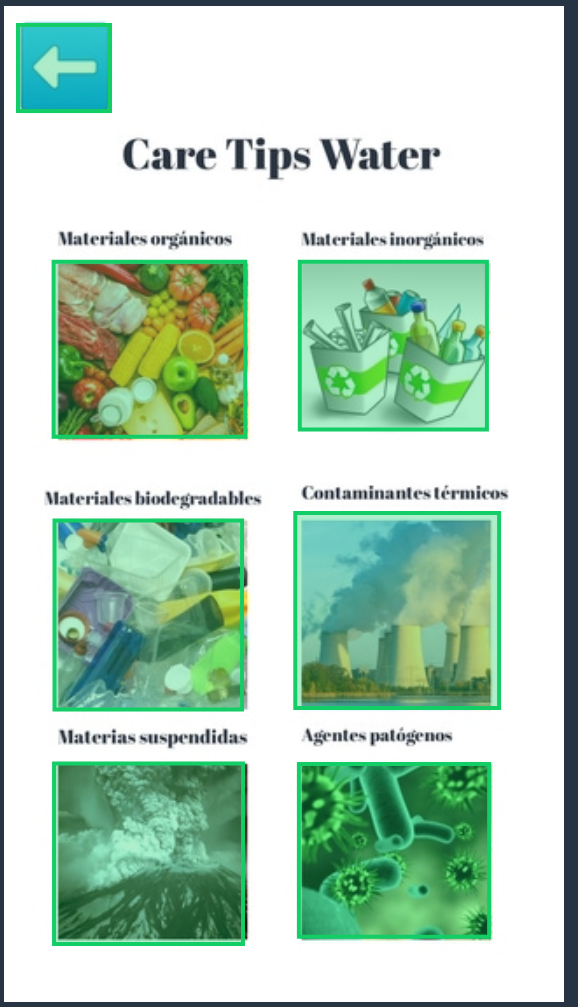 Care Tips Water
Materiales orgánicos
Materiales inorgánicos
Materiales biodegradables
Contaminantes térmicos
Materias suspendidas
Agentes patógenos